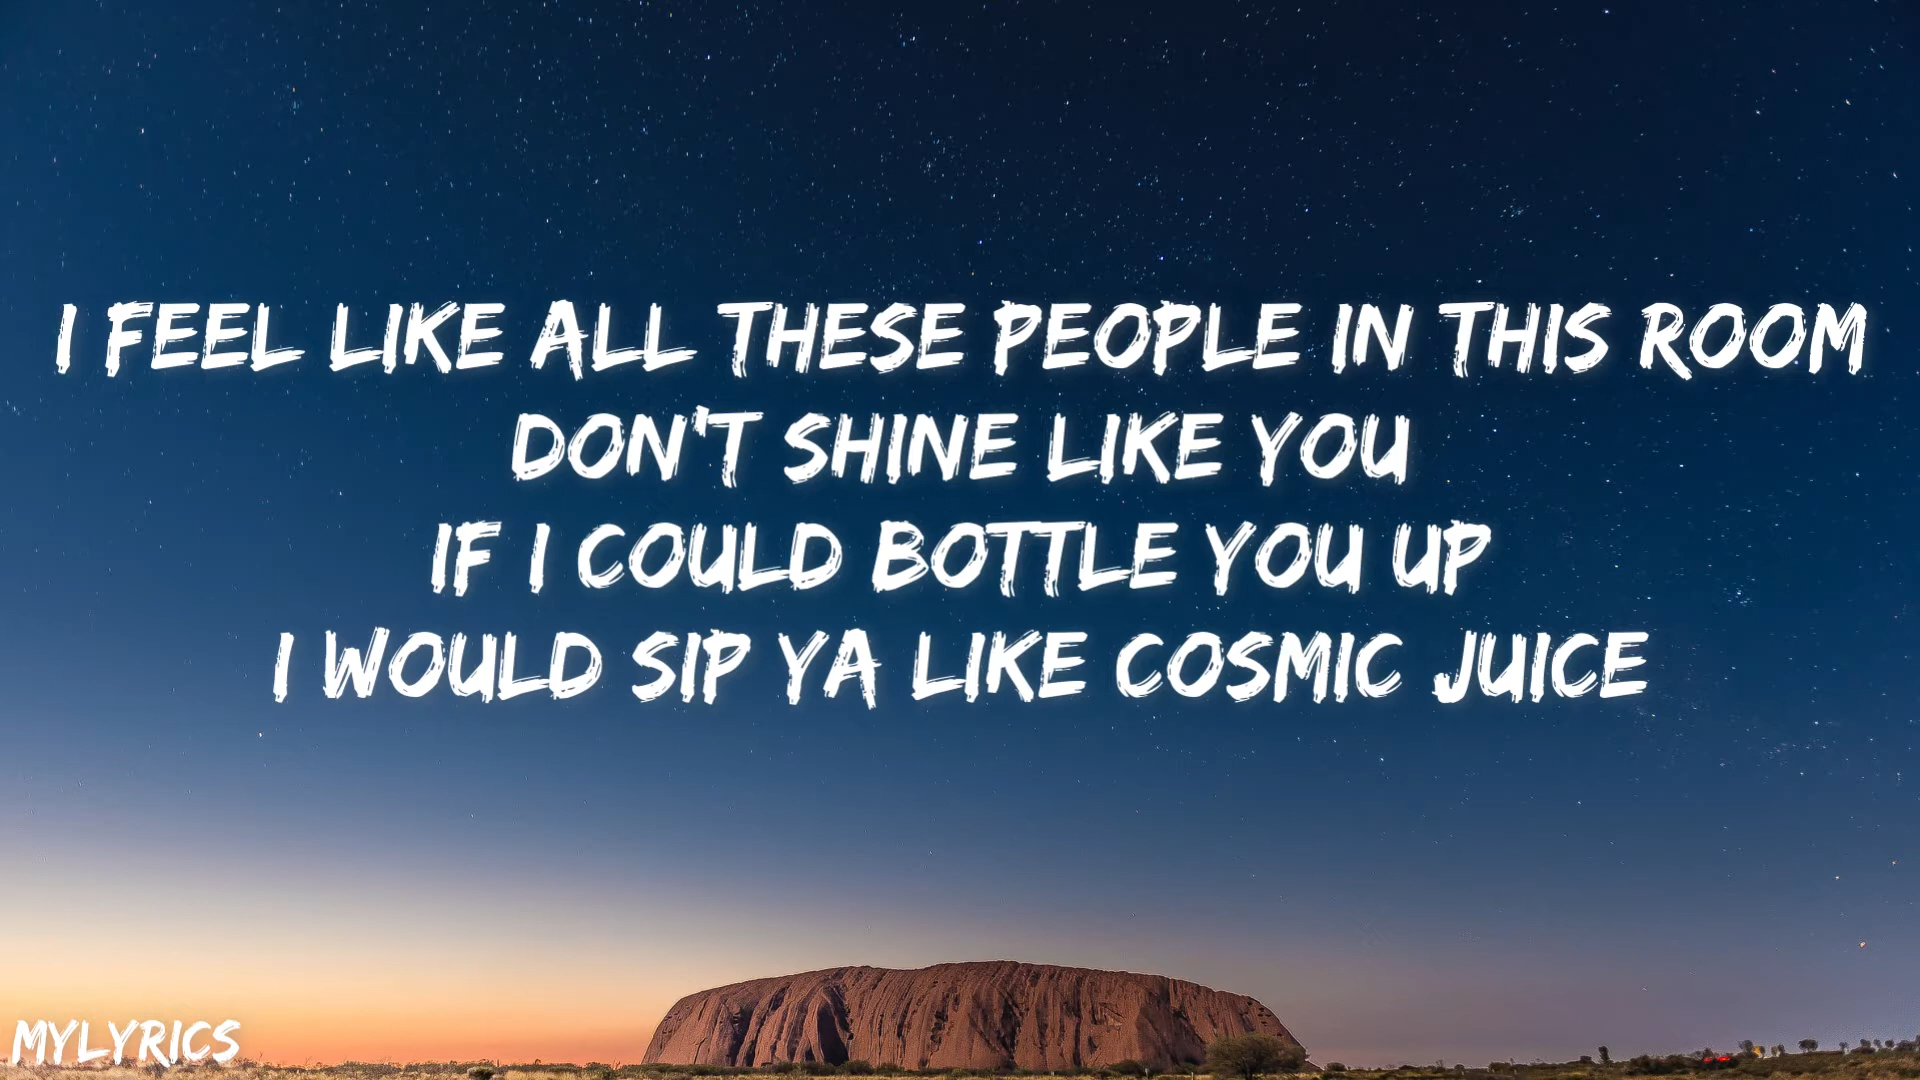 I FEEL LIKE ALL THESE PEOPLE IN THIS ROOM
DON'T SHINE LIKE YOU
IF I COULD BOTTLE YOU UP
I WOULD SIP YA LIKE COSMIC JUICE
MYLYRICS